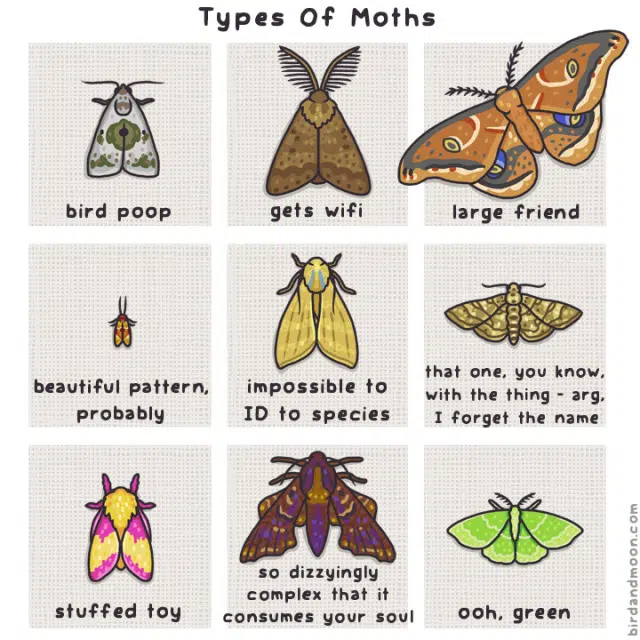 Types Of Moths
bird poop
gets wifi
large friend
beautiful pattern,
probably
impossible to
ID to species
that one, you know,
with the thing - arg,
I forget the name
stuffed toy
so dizzyingly
complex that it
consumes your soul
ooh, green
birdandmoon.com